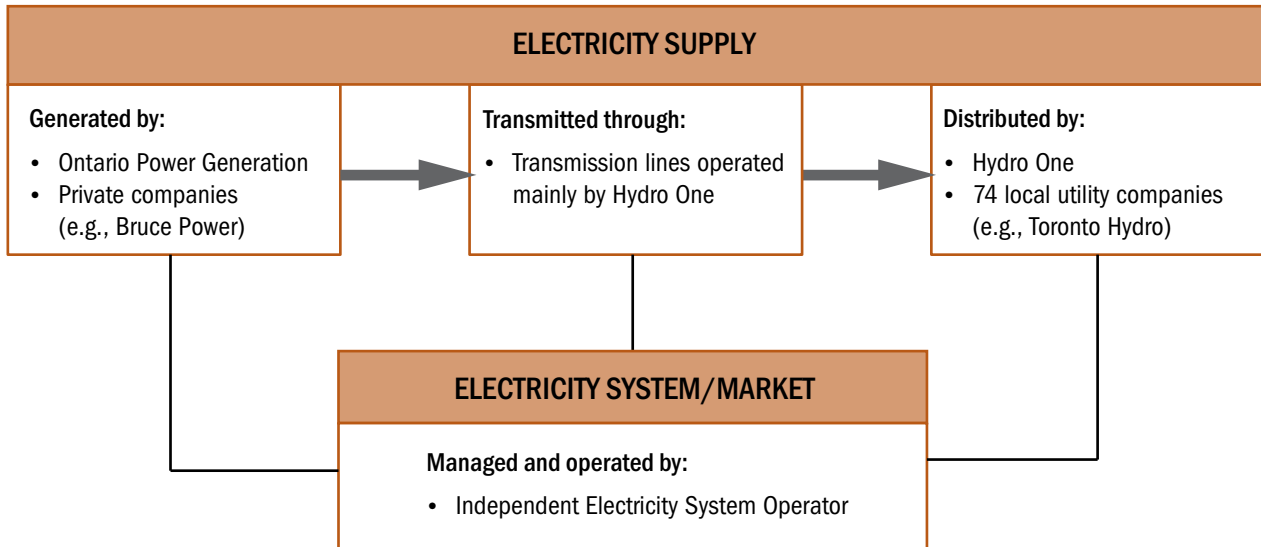 ELECTRICITY SUPPLY
Generated by:
• Ontario Power Generation
• Private companies
(e.g., Bruce Power)
Transmitted through:
• Transmission lines operated
mainly by Hydro One
Distributed by:
• Hydro One
• 74 local utility companies
(e.g., Toronto Hydro)
ELECTRICITY SYSTEM/MARKET
Managed and operated by:
• Independent Electricity System Operator